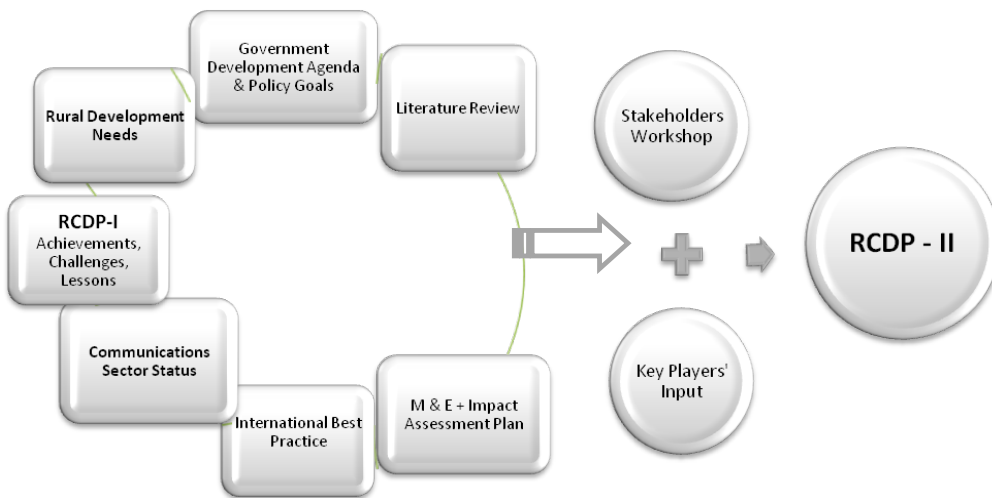 Government
Development Agenda
& Policy Goals
Literature Review
Rural Development
Needs
RCDP-I
Achievements,
Challenges,
Lessons
Communications
Sector Status
International Best
Practice
M & E + Impact
Assessment Plan
Stakeholders
Workshop
Key Players'
Input
RCDP - II